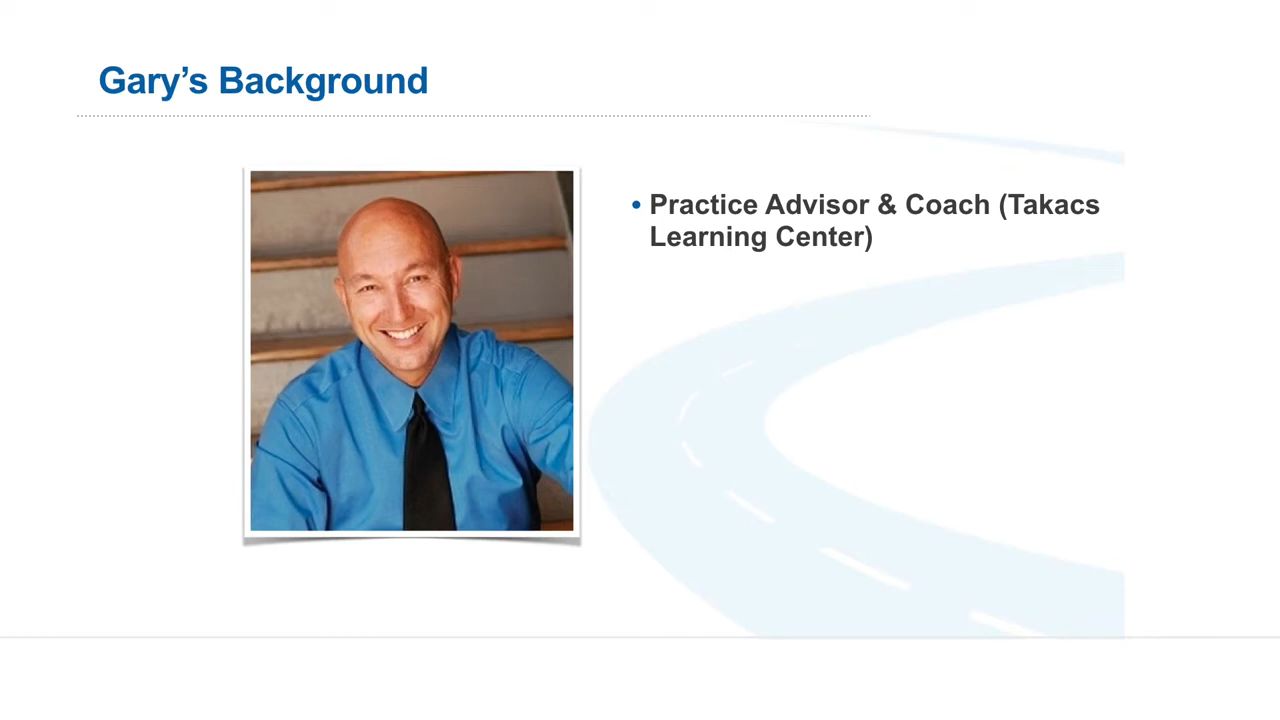 Gary’s Background
• Practice Advisor & Coach (Takacs
Learning Center)